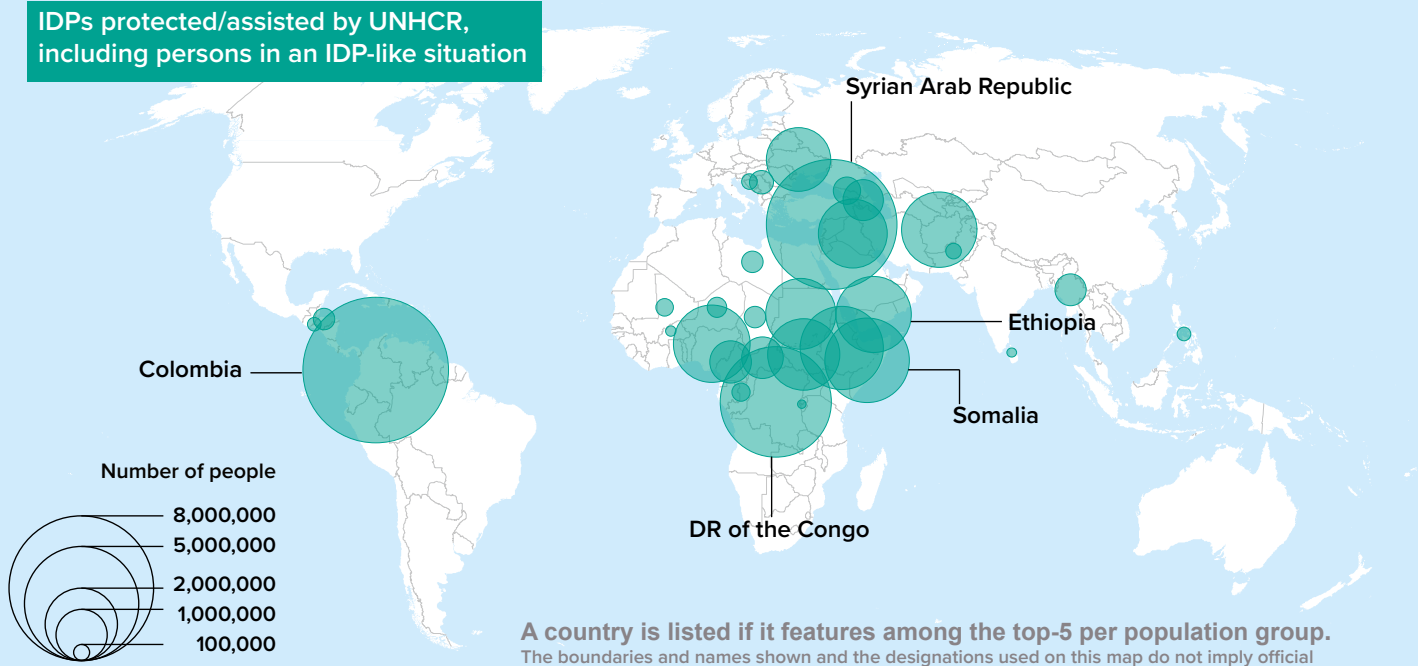 IDPs protected/assisted by UNHCR,
including persons in an IDP-like situation
Syrian Arab Republic
Ethiopia
Colombia
Somalia
Number of people
8,000,000
5,000,000
DR of the Congo
2,000,000
1,000,000
100,000
A country is listed if it features among the top-5 per population group.
The boundaries and names shown and the designations used on this map do not imply official